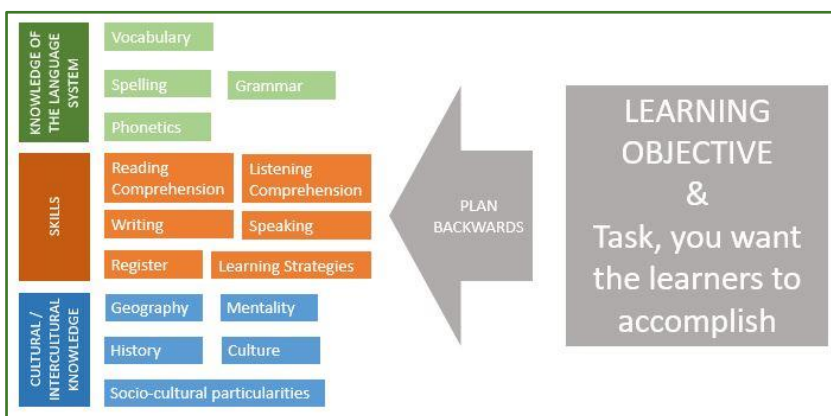 KNOWLEDGE OF
THE LANGUAGE
SYSTEM
Vocabulary
Spelling
Grammar
Phonetics
SKILLS
Reading
Comprehension
Listening
Comprehension
Writing
Speaking
Register
Learning Strategies
CULTURAL /
INTERCULTURAL
KNOWLEDGE
Geography
Mentality
History
Culture
Socio-cultural particularities
PLAN
BACKWARDS
LEARNING
OBJECTIVE
&
Task, you want
the learners to
accomplish